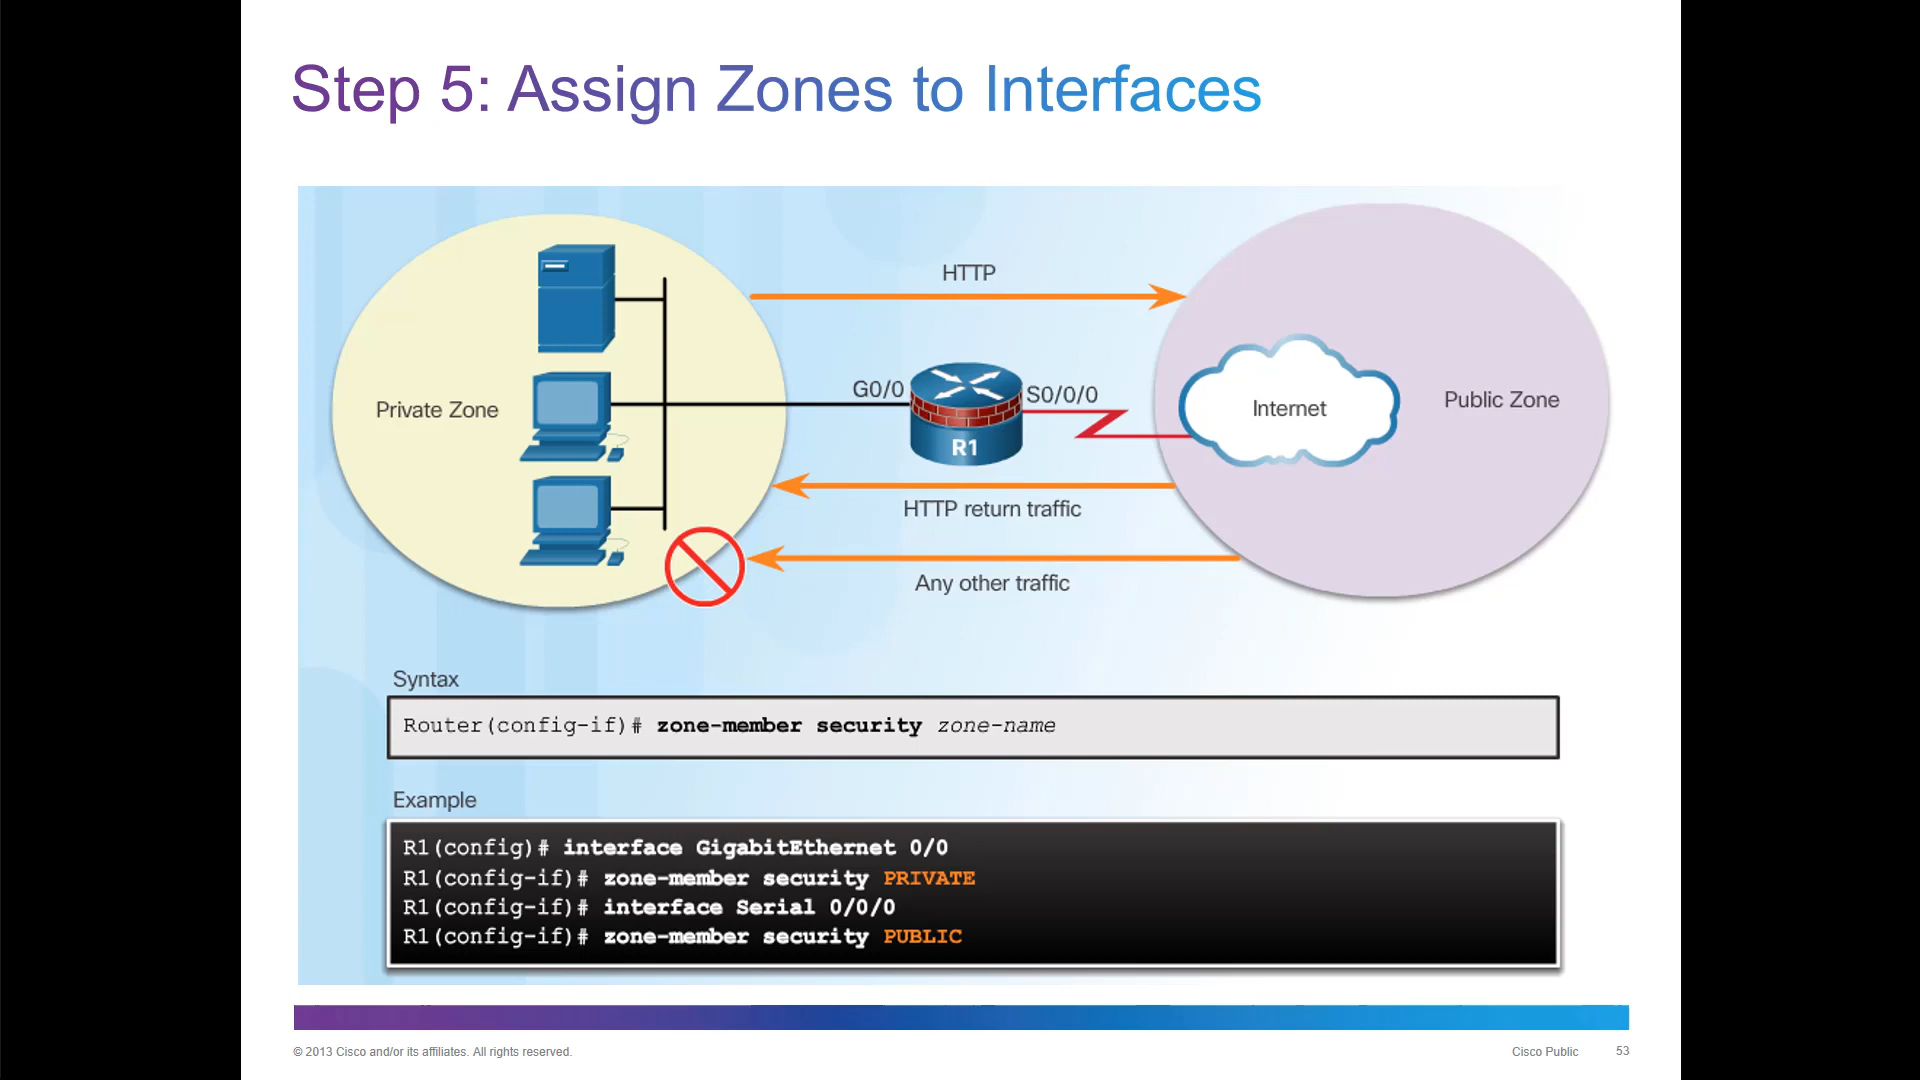 Step 5: Assign Zones to Interfaces
HTTP
G0/0
S0/0/0
Private Zone
R1
Internet
Public Zone
HTTP return traffic
Any other traffic
Syntax
Router(config-if)# zone-member security zone-name
Example
R1(config)# interface GigabitEthernet 0/0
R1(config-if)# zone-member security PRIVATE
R1(config-if)# interface Serial 0/0/0
R1(config-if)# zone-member security PUBLIC
© 2013 Cisco and/or its affiliates. All rights reserved.
Cisco Public
53